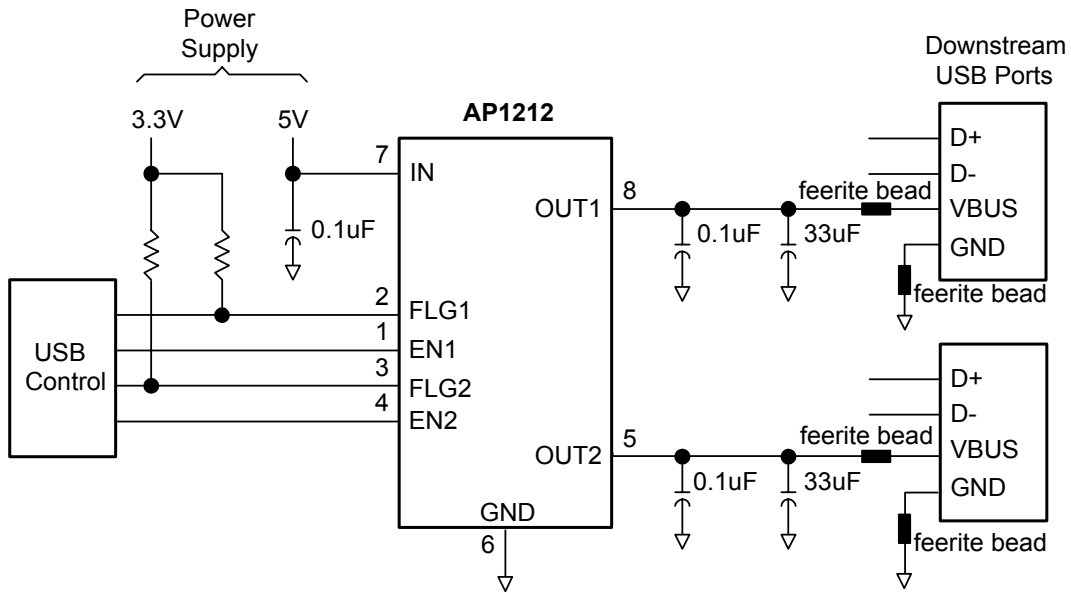 Power
Supply
3.3V
5V
AP1212
Downstream
USB Ports
7
IN
0.1uF
OUT1
8
0.1uF
33uF
feerite bead
D+
D-
VBUS
GND
feerite bead
USB
Control
2
FLG1
1
EN1
3
FLG2
4
EN2
OUT2
5
0.1uF
33uF
feerite bead
D+
D-
VBUS
GND
feerite bead
GND
6